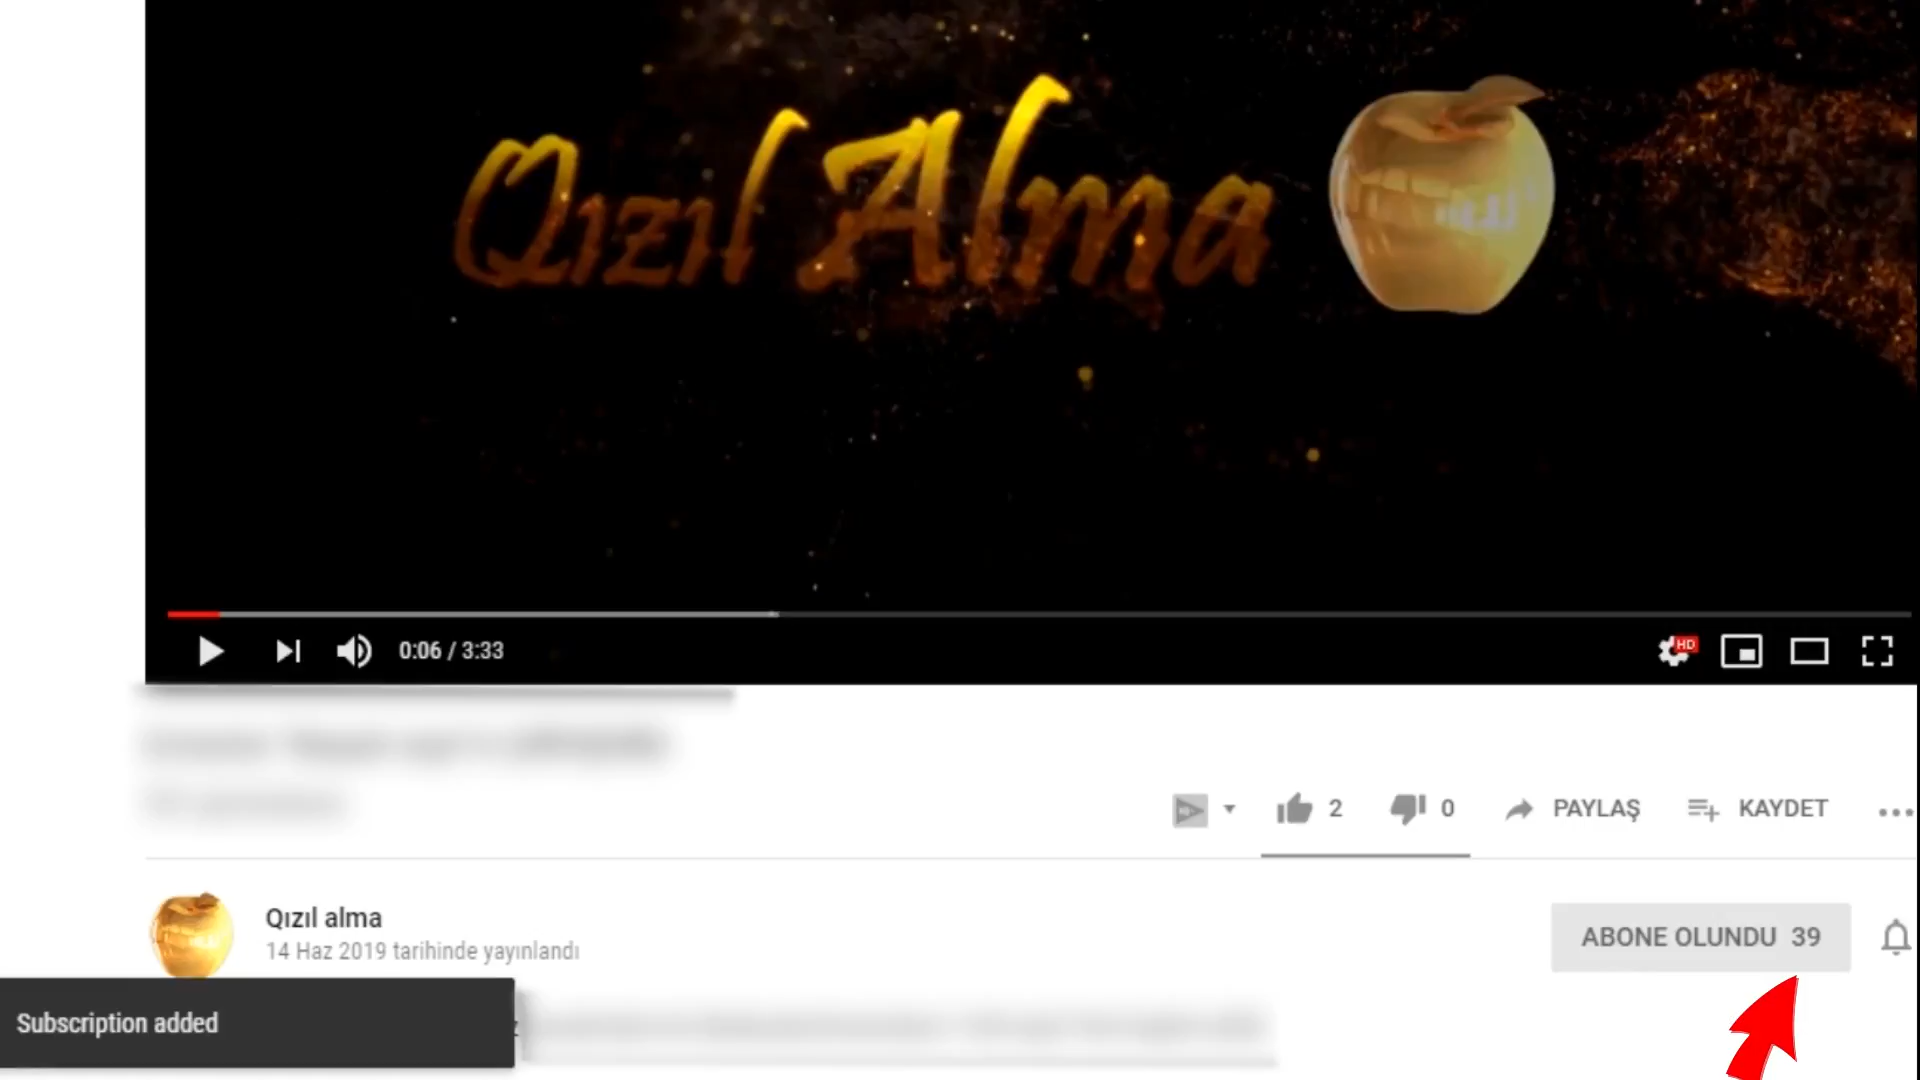 Qızıl Alma
0:06 / 3:33
HD
2
0
PAYLAŞ
KAYDET
Qızıl alma
14 Haz 2019 tarihinde yayınlandı
ABONE OLUNDU 39
Subscription added